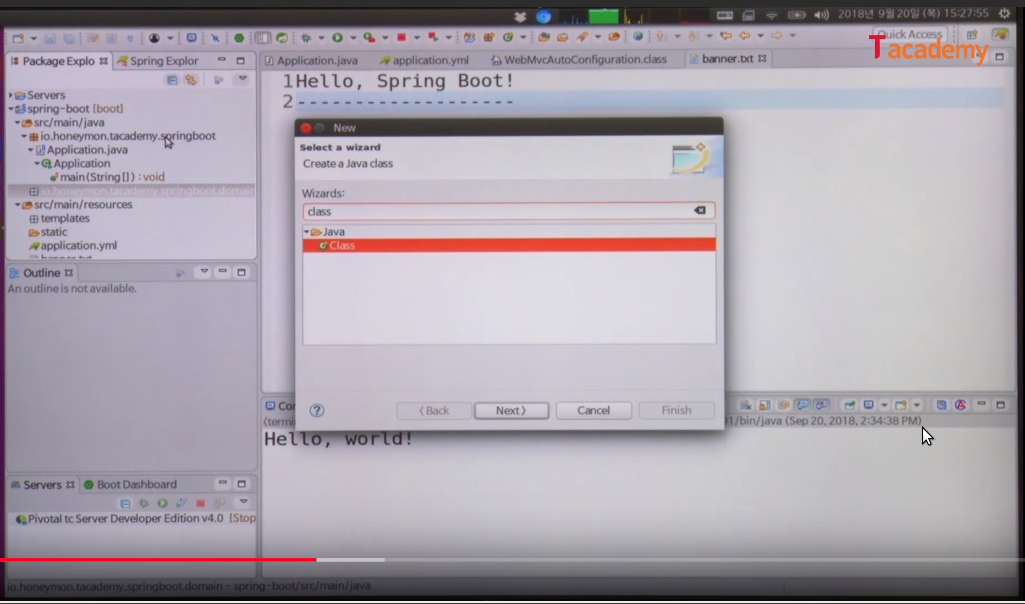 2018년 9월20일 (목) 15:27:55
Quick Access
Tacademy
Package Explo
Spring Explor
Application.java
application.yml
WebMvcAutoConfiguration.class
banner.txt
Servers
spring-boot [boot]
src/main/java
io.honeymon.tacademy.springboot
Application.java
Application
main(String[]) : void
io.honeymon.tacademy.springboot.domain
src/main/resources
templates
static
application.yml
banner.txt
1 Hello, Spring Boot!
2 -------------------
New
Select a wizard
Create a Java class
Wizards:
class
Java
Class
< Back
Next >
Cancel
Finish
Outline
An outline is not available.
Co
<termi
1/bin/java (Sep 20, 2018, 2:34:38 PM)
Hello, world!
Servers
Boot Dashboard
Pivotal tc Server Developer Edition v4.0 [Stop
io.honeymon.tacademy.springboot.domain - spring-boot/src/main/java